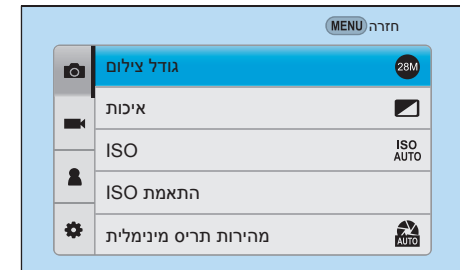 חזרה MENU
גודל צילום 28M
איכות
ISO ISO AUTO
התאמת ISO
מהירות תריס מינימלית AUTO